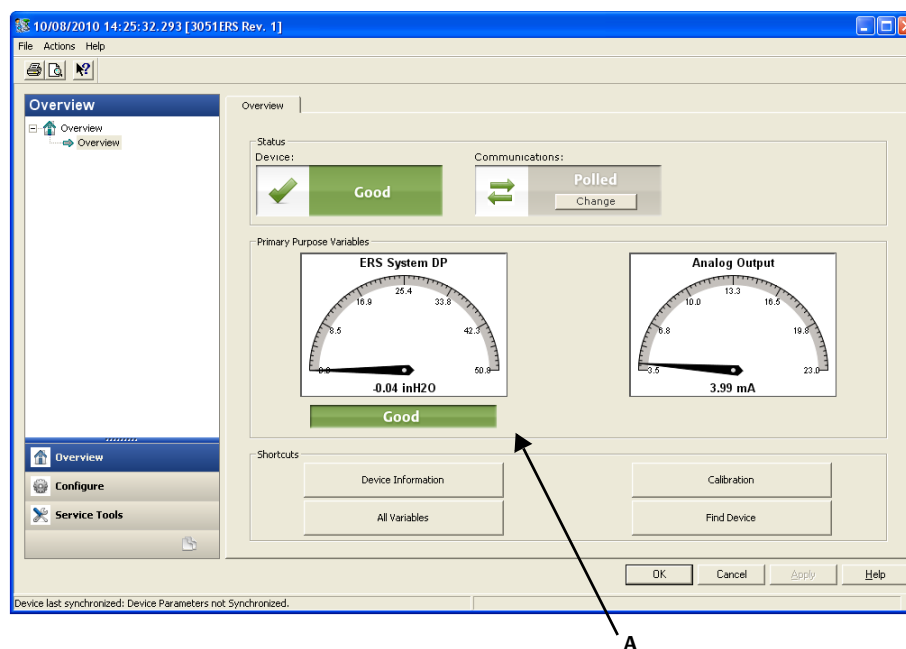 10/08/2010 14:25:32.293 [3051ERS Rev. 1]
File Actions Help
Overview
Overview
Overview
Overview
Status
Device:
Good
Communications:
Polled
Change
Primary Purpose Variables
ERS System DP
0.0 8.5 16.9 25.4 33.8 42.3 50.8
-0.04 inH2O
Good
Analog Output
3.5 6.8 10.0 13.3 16.5 19.8 23.0
3.99 mA
Overview
Configure
Service Tools
Shortcuts
Device Information
Calibration
All Variables
Find Device
OK Cancel Apply Help
Device last synchronized: Device Parameters not Synchronized.
A